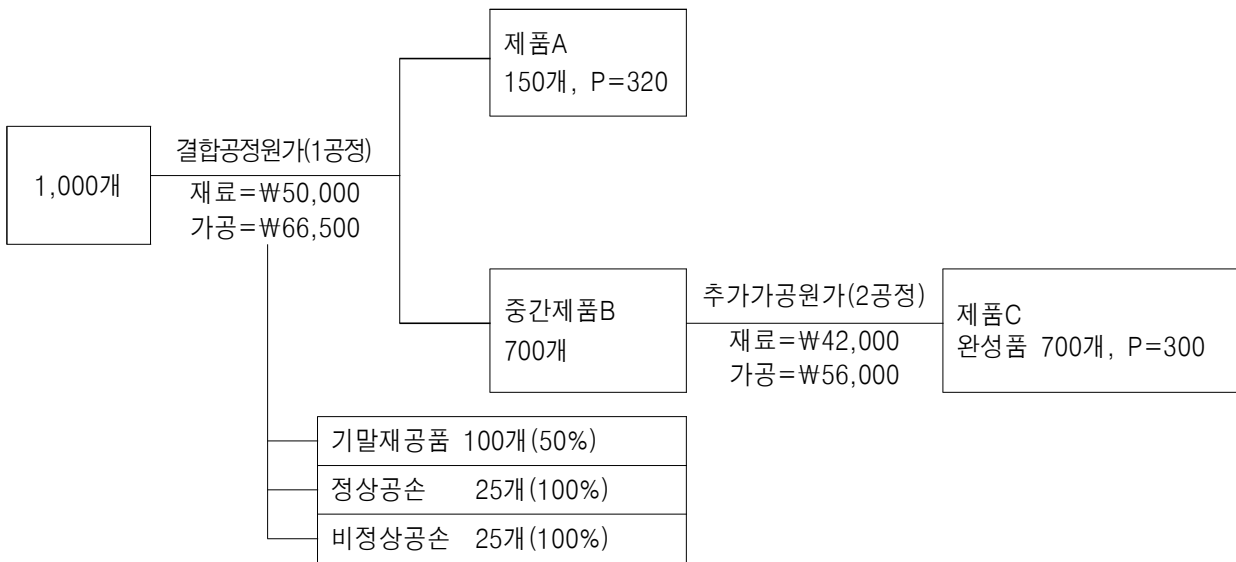 제품A
150개, P=320
1,000개
결합공정원가(1공정)
재료=₩50,000
가공=₩66,500
중간제품B
700개
추가가공원가(2공정)
재료=₩42,000
가공=₩56,000
제품C
완성품 700개, P=300
기말재공품 100개(50%)
정상공손 25개(100%)
비정상공손 25개(100%)